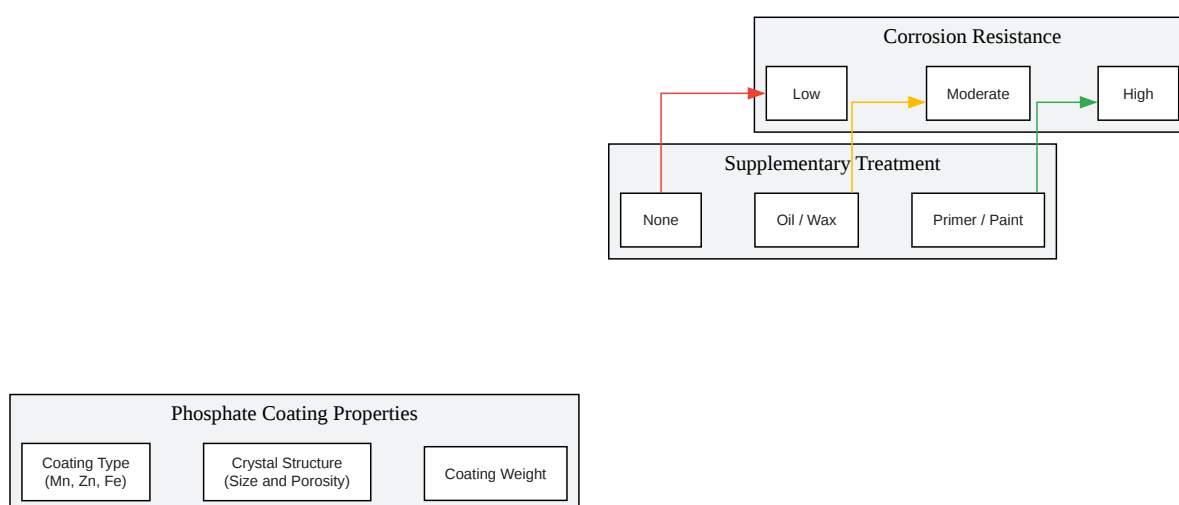 Corrosion Resistance
Low
Moderate
High
Supplementary Treatment
None
Oil / Wax
Primer / Paint
Phosphate Coating Properties
Coating Type
(Mn, Zn, Fe)
Crystal Structure
(Size and Porosity)
Coating Weight